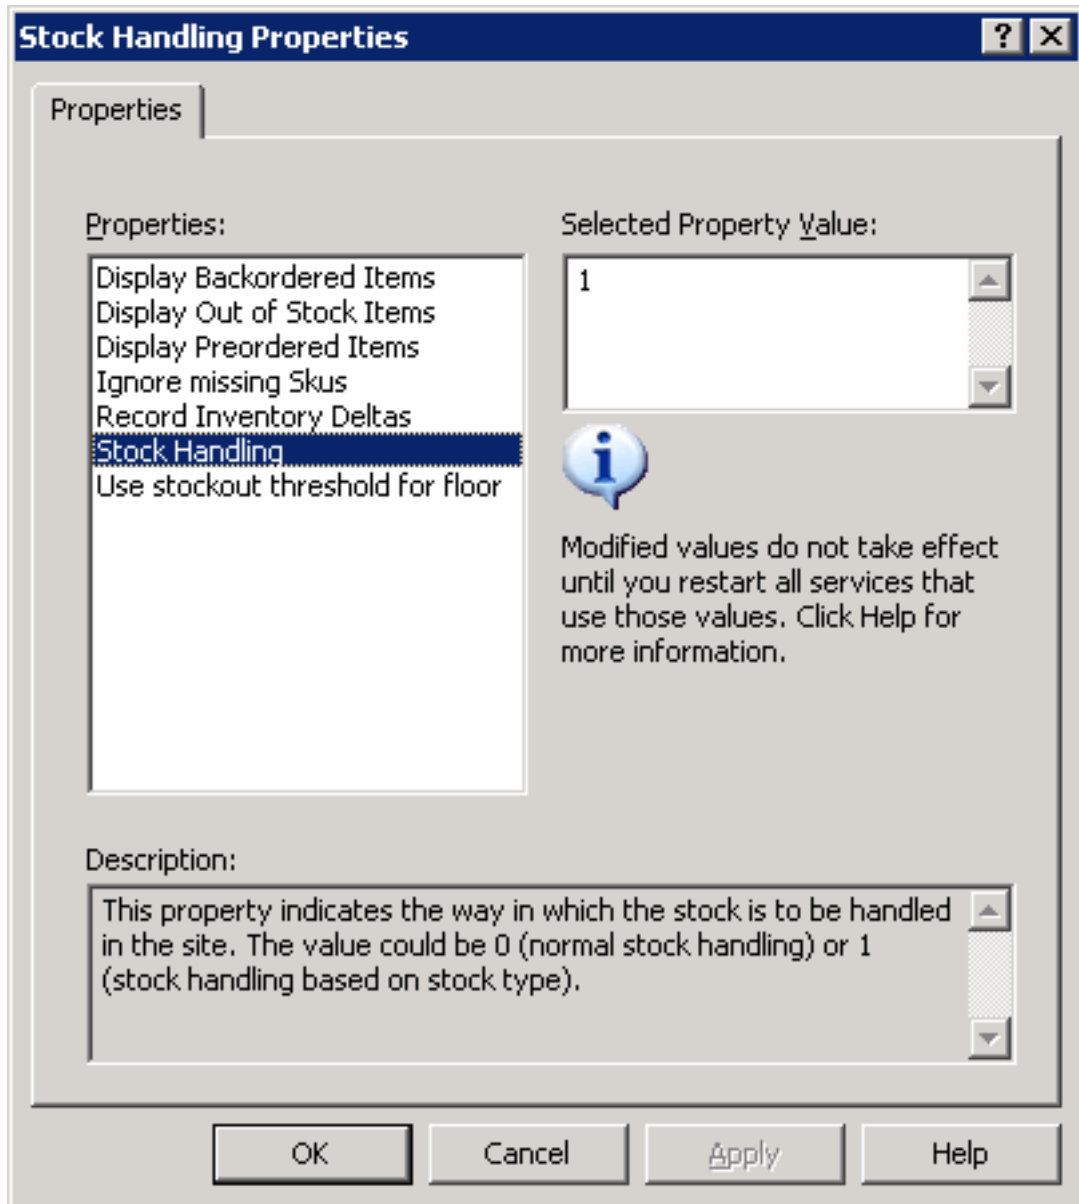 Stock Handling Properties
Properties
Properties:
Display Backordered Items
Display Out of Stock Items
Display Preordered Items
Ignore missing Skus
Record Inventory Deltas
Stock Handling
Use stockout threshold for floor
Selected Property Value:
1
Modified values do not take effect
until you restart all services that
use those values. Click Help for
more information.
Description:
This property indicates the way in which the stock is to be handled
in the site. The value could be 0 (normal stock handling) or 1
(stock handling based on stock type).
OK
Cancel
Apply
Help